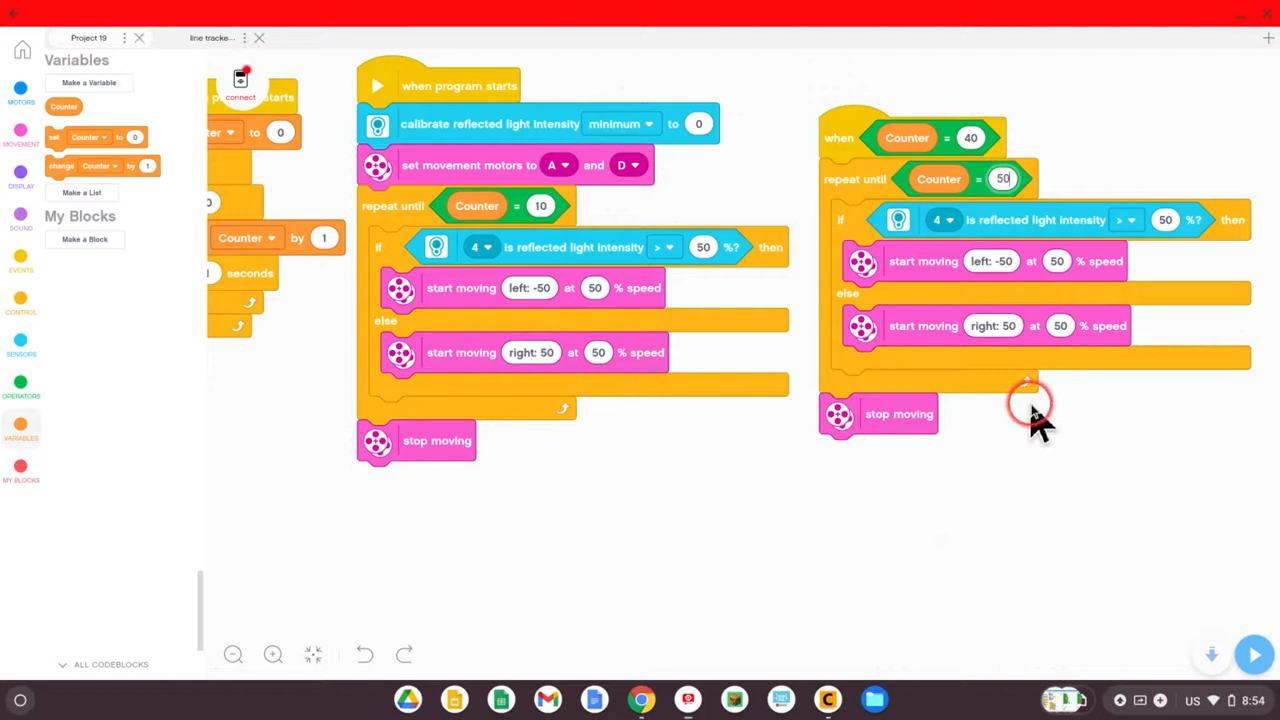 Project 19
line tracke...
Variables
Make a Variable
Counter
set Counter to 0
change Counter by 1
Make a List
My Blocks
Make a Block
MOTORS
MOVEMENT
DISPLAY
SOUND
EVENTS
CONTROL
SENSORS
OPERATORS
VARIABLES
MY BLOCKS
ALL CODEBLOCKS
connect
starts
to 0
0
Counter by 1
seconds
when program starts
calibrate reflected light intensity minimum to 0
set movement motors to A and D
repeat until Counter = 10
if 4 is reflected light intensity > 50 %? then
start moving left: -50 at 50 % speed
else
start moving right: 50 at 50 % speed
stop moving
when Counter = 40
repeat until Counter = 50
if 4 is reflected light intensity > 50 %? then
start moving left: -50 at 50 % speed
else
start moving right: 50 at 50 % speed
stop moving
US 8:54